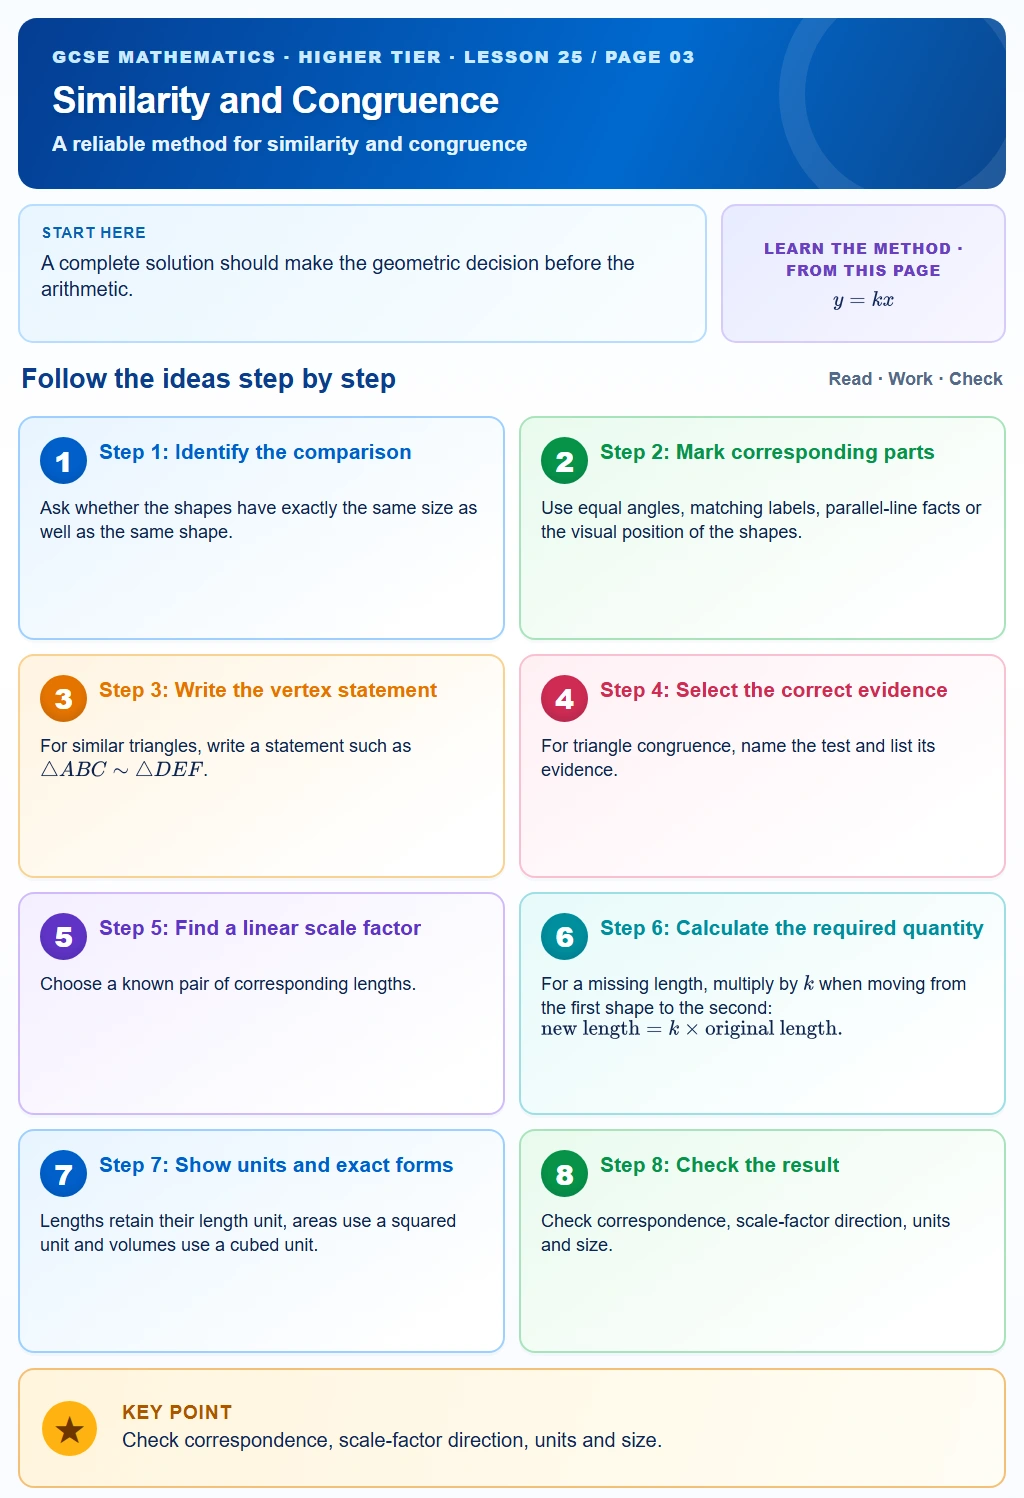 GCSE MATHEMATICS · HIGHER TIER · LESSON 25 / PAGE 03
Similarity and Congruence
A reliable method for similarity and congruence
START HERE
A complete solution should make the geometric decision before the
arithmetic.
LEARN THE METHOD ·
FROM THIS PAGE
y = kx
Follow the ideas step by step
Read · Work · Check
1
Step 1: Identify the comparison
Ask whether the shapes have exactly the same size as
well as the same shape.
2
Step 2: Mark corresponding parts
Use equal angles, matching labels, parallel-line facts or
the visual position of the shapes.
3
Step 3: Write the vertex statement
For similar triangles, write a statement such as
△ABC ∼ △DEF.
4
Step 4: Select the correct evidence
For triangle congruence, name the test and list its
evidence.
5
Step 5: Find a linear scale factor
Choose a known pair of corresponding lengths.
6
Step 6: Calculate the required quantity
For a missing length, multiply by k when moving from
the first shape to the second:
new length = k × original length.
7
Step 7: Show units and exact forms
Lengths retain their length unit, areas use a squared
unit and volumes use a cubed unit.
8
Step 8: Check the result
Check correspondence, scale-factor direction, units
and size.
KEY POINT
Check correspondence, scale-factor direction, units and size.